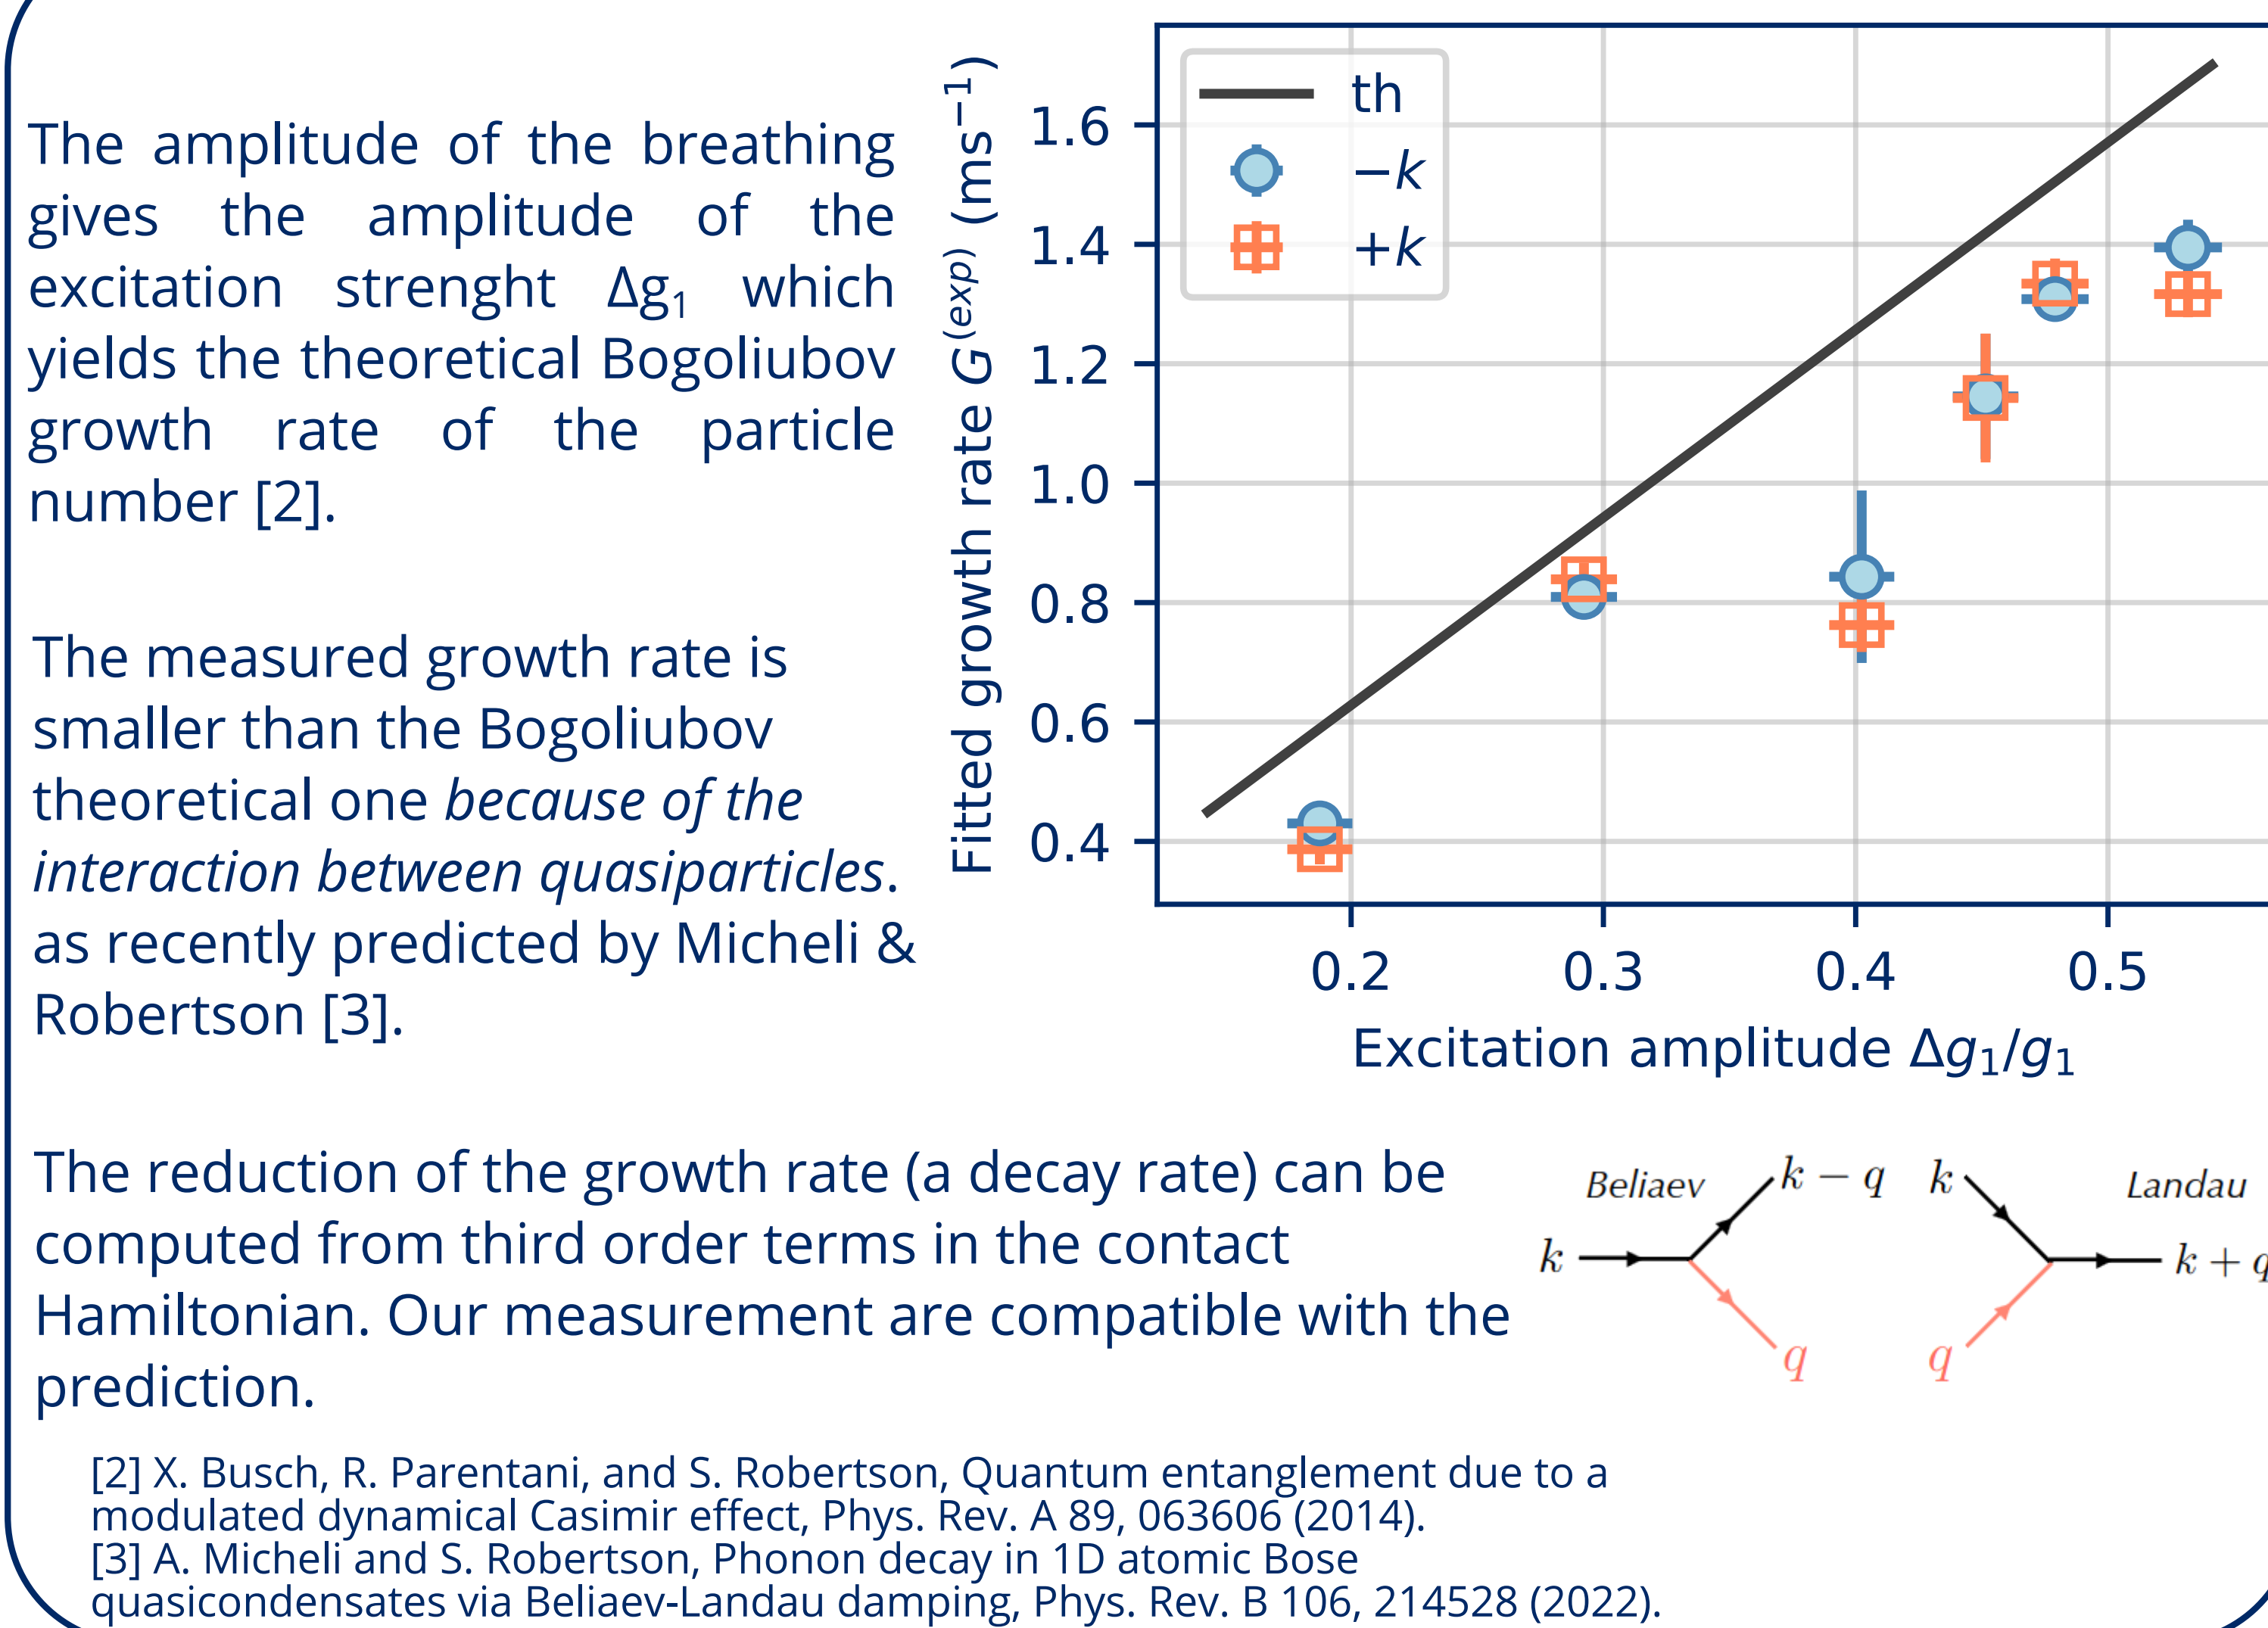 The amplitude of the breathing
gives the amplitude of the
excitation strenght Δg₁ which
yields the theoretical Bogoliubov
growth rate of the particle
number [2].
The measured growth rate is
smaller than the Bogoliubov
theoretical one because of the
interaction between quasiparticles.
as recently predicted by Micheli &
Robertson [3].
Fitted growth rate G^(exp) (ms⁻¹)
th
−k
+k
1.6
1.4
1.2
1.0
0.8
0.6
0.4
0.2 0.3 0.4 0.5
Excitation amplitude Δg₁/g₁
The reduction of the growth rate (a decay rate) can be
computed from third order terms in the contact
Hamiltonian. Our measurement are compatible with the
prediction.
Beliaev k − q k Landau
k k + q
q q
[2] X. Busch, R. Parentani, and S. Robertson, Quantum entanglement due to a
modulated dynamical Casimir effect, Phys. Rev. A 89, 063606 (2014).
[3] A. Micheli and S. Robertson, Phonon decay in 1D atomic Bose
quasicondensates via Beliaev-Landau damping, Phys. Rev. B 106, 214528 (2022).